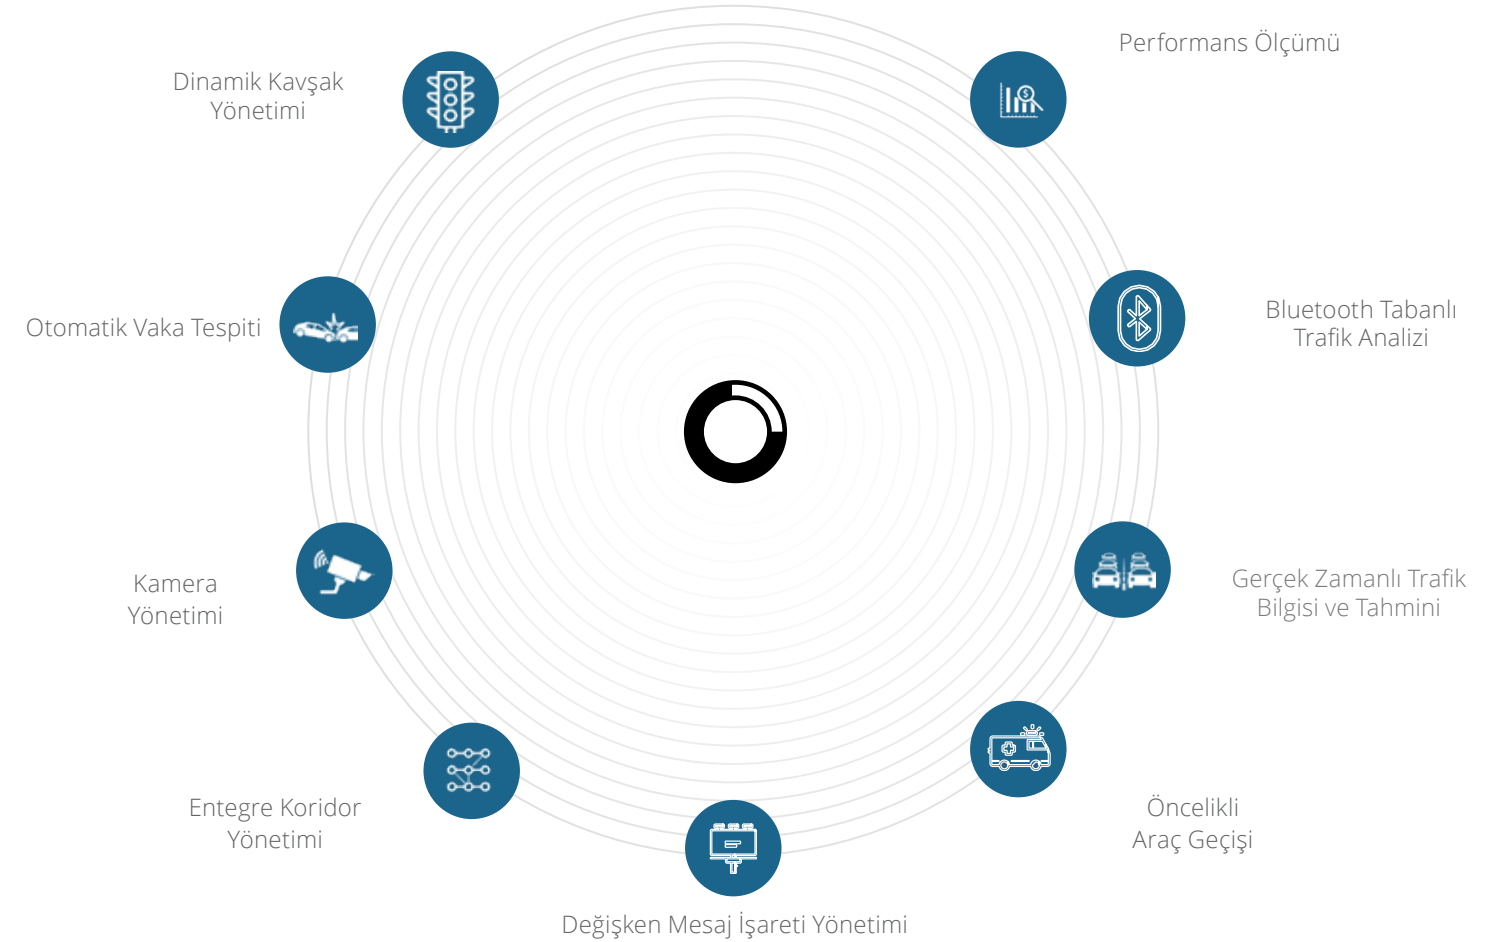 Performans Ölçümü
Dinamik Kavşak
Yönetimi
Bluetooth Tabanlı
Trafik Analizi
Otomatik Vaka Tespiti
Gerçek Zamanlı Trafik
Bilgisi ve Tahmini
Kamera
Yönetimi
Entegre Koridor
Yönetimi
Öncelikli
Araç Geçişi
Değişken Mesaj İşareti Yönetimi